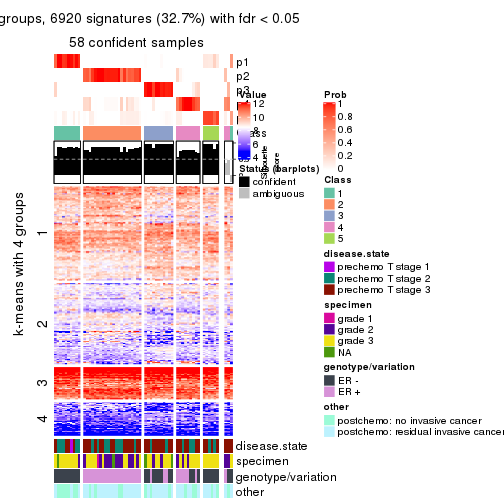 groups, 6920 signatures (32.7%) with fdr < 0.05
58 confident samples
p1
p2
p3
k-means with 4 groups
1
2
3
4
Value
12
10
8
6
4
Silhouette
score
Status (barplots)
confident
ambiguous
disease.state
specimen
genotype/variation
other
Prob
1
0.8
0.6
0.4
0.2
0
Class
1
2
3
4
5
disease.state
prechemo T stage 1
prechemo T stage 2
prechemo T stage 3
specimen
grade 1
grade 2
grade 3
NA
genotype/variation
ER -
ER +
other
postchemo: no invasive cancer
postchemo: residual invasive cancer